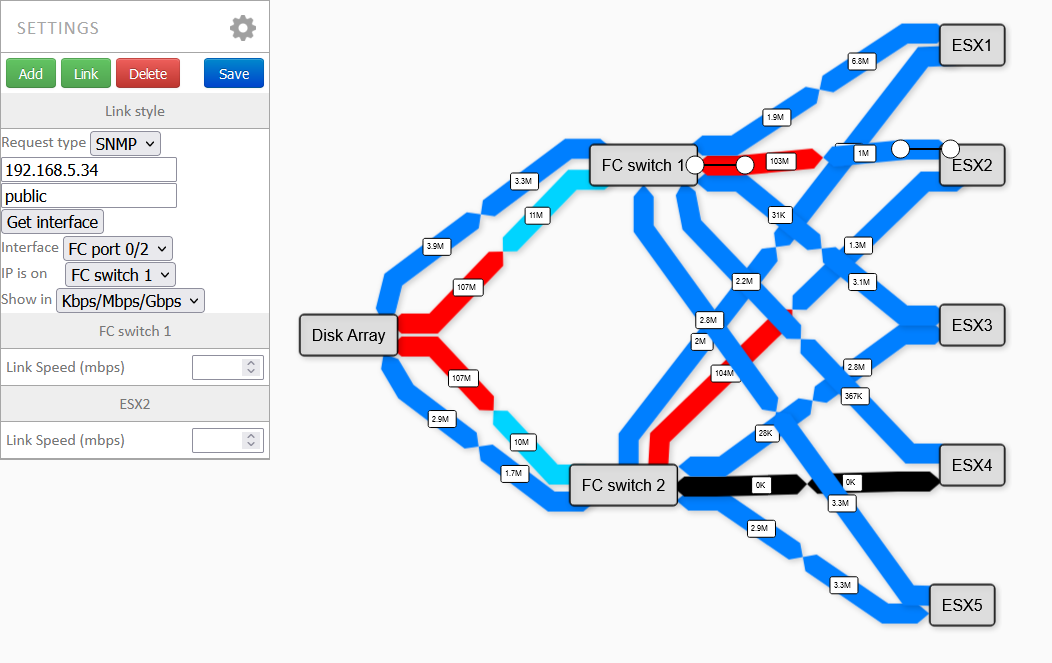 SETTINGS
Add Link Delete Save
Link style
Request type SNMP
192.168.5.34
public
Get interface
Interface FC port 0/2
IP is on FC switch 1
Show in Kbps/Mbps/Gbps
FC switch 1
Link Speed (mbps)
ESX2
Link Speed (mbps)
ESX1
6.8M
1.9M
FC switch 1
103M
1M
ESX2
3.3M
11M
31K
3.9M
1.3M
107M
2.2M
3.1M
Disk Array
2.8M
ESX3
2M
107M
104M
2.8M
367K
2.9M
28K
10M
ESX4
1.7M
FC switch 2
0K
0K
3.3M
2.9M
3.3M
ESX5